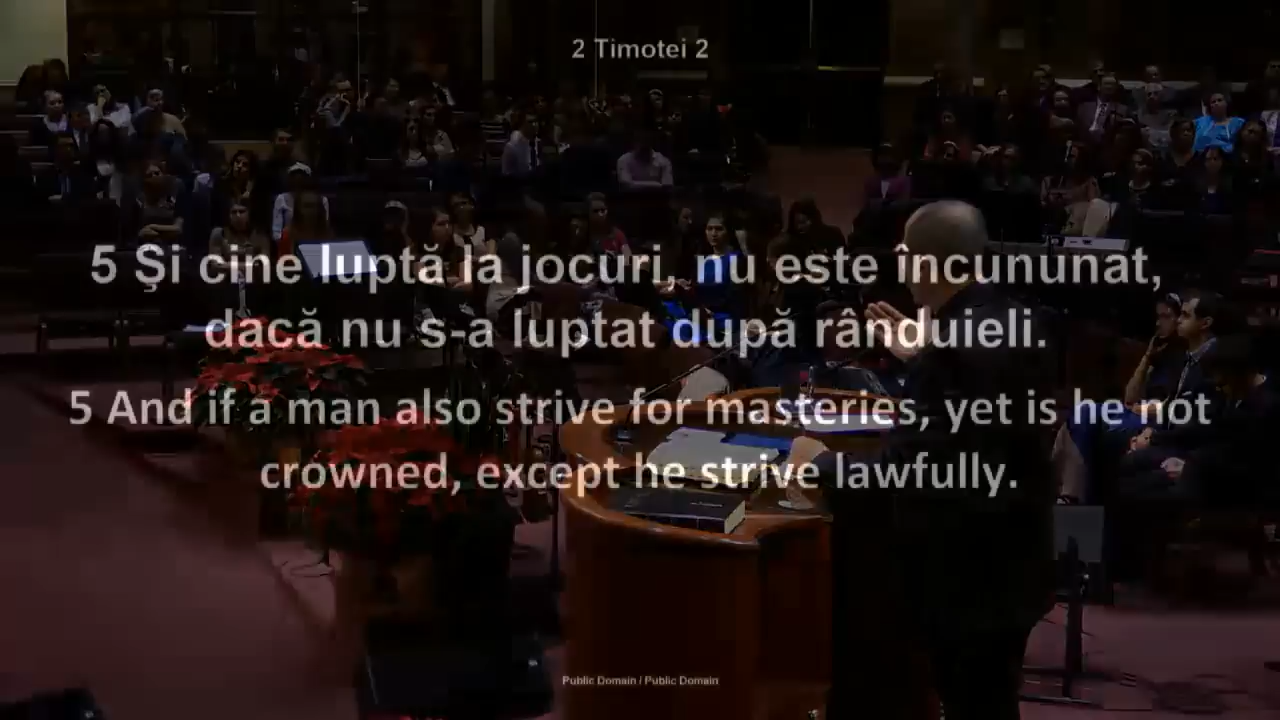 2 Timotei 2
5 Şi cine luptă la jocuri, nu este încununat,
dacă nu s-a luptat după rânduieli.
5 And if a man also strive for masteries, yet is he not
crowned, except he strive lawfully.
Public Domain / Public Domain